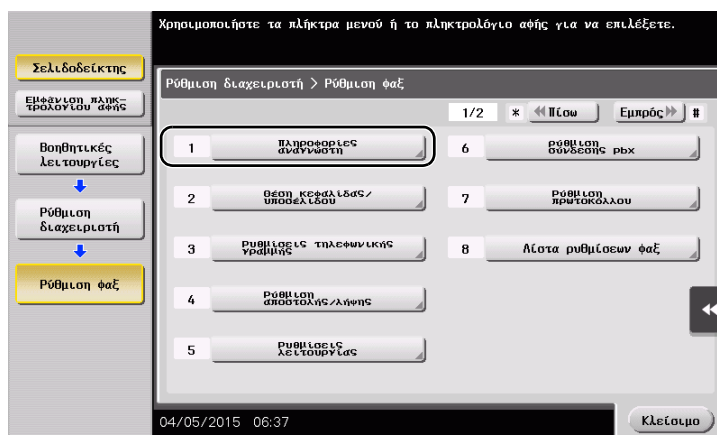 Χρησιμοποιήστε τα πλήκτρα μενού ή το πληκτρολόγιο αφής για να επιλέξετε.
Σελιδοδείκτης
Εμφάνιση πληκ-
τρολογίου αφής
Βοηθητικές
λειτουργίες
Ρύθμιση
διαχειριστή
Ρύθμιση φαξ
Ρύθμιση διαχειριστή > Ρύθμιση φαξ
1/2 * Πίσω Εμπρός #
1 Πληροφορίες
αναγνώστη
2 Θέση κεφαλίδας/
υποσέλιδου
3 Ρυθμίσεις τηλεφωνικής
γραμμής
4 Ρύθμιση
αποστολής/λήψης
5 Ρυθμίσεις
λειτουργίας
6 Ρύθμιση
σύνδεσης pbx
7 Ρύθμιση
πρωτοκόλλου
8 Λίστα ρυθμίσεων φαξ
04/05/2015 06:37
Κλείσιμο